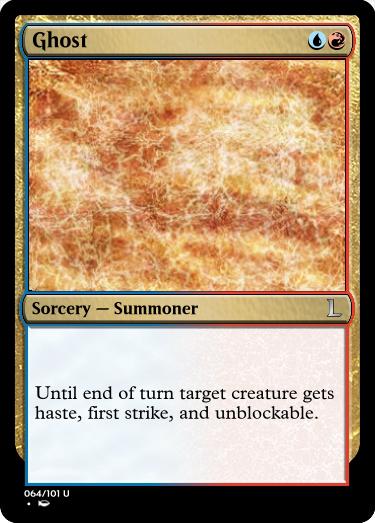 Ghost
Sorcery — Summoner
L
Until end of turn target creature gets
haste, first strike, and unblockable.
064/101 U